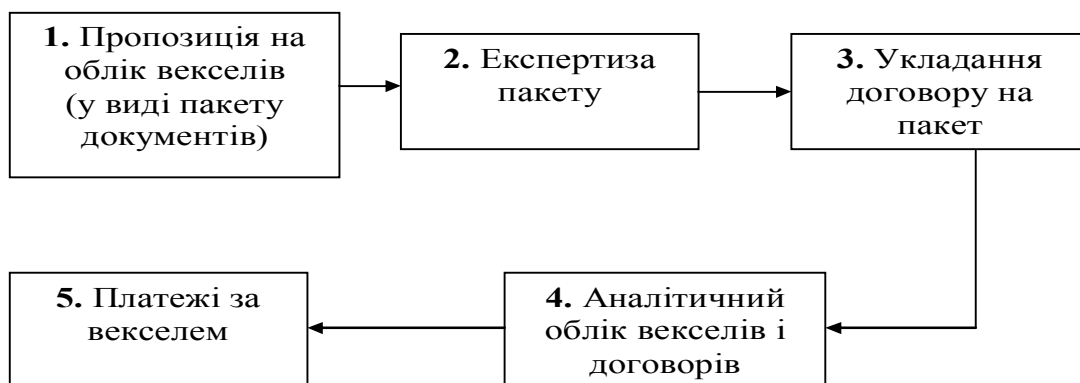 1. Пропозиція на
облік векселів
(у виді пакету
документів)
2. Експертиза
пакету
3. Укладання
договору на
пакет
4. Аналітичний
облік векселів і
договорів
5. Платежі за
векселем